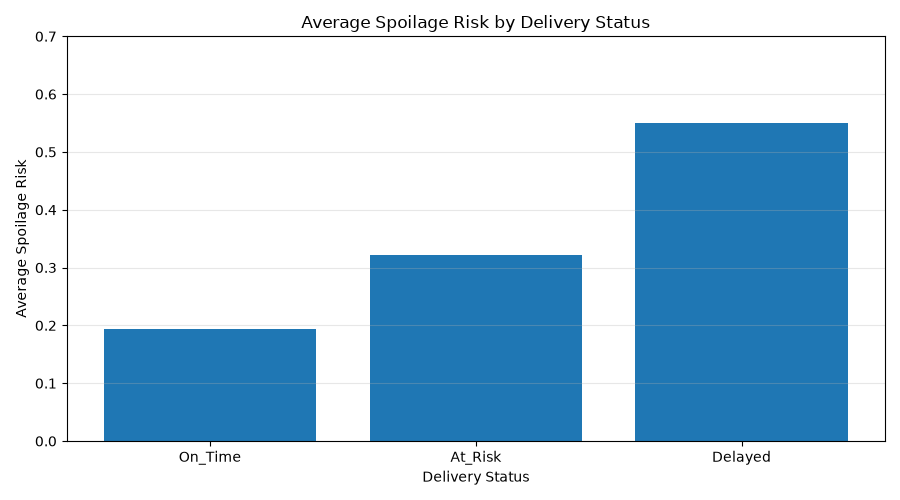 Average Spoilage Risk by Delivery Status
0.7
0.6
0.5
0.4
0.3
0.2
0.1
0.0
Average Spoilage Risk
On_Time
At_Risk
Delayed
Delivery Status